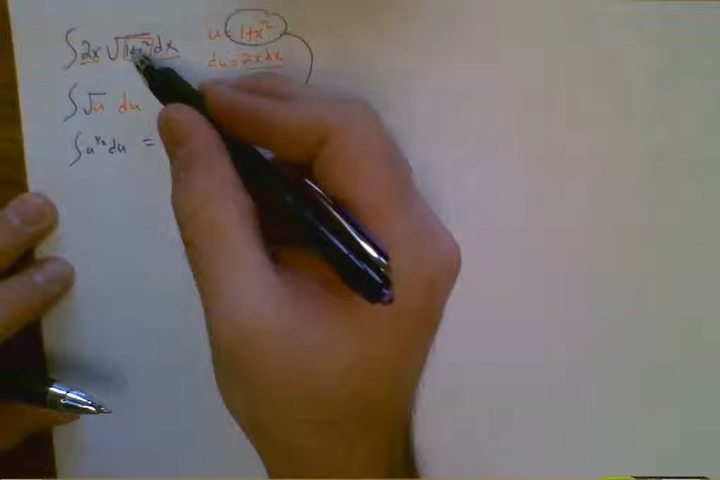 ∫ 2x √1+x² dx u = 1+x²
du = 2x dx
∫ √u du
∫ u^½ du =